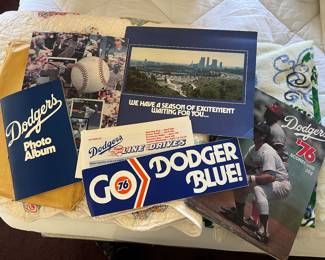 WE HAVE A SEASON OF EXCITEMENT
WAITING FOR YOU...
Dodgers
Photo
Album
Dodgers
LINE DRIVES
GO
76
DODGER
BLUE!
Dodgers
'76